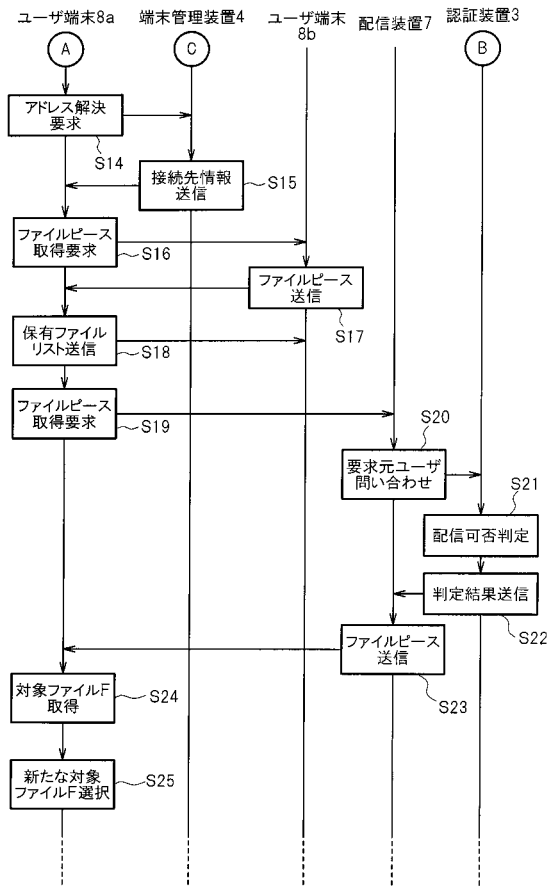 ユーザ端末8a
端末管理装置4
ユーザ端末
8b
配信装置7
認証装置3
A
C
B
アドレス解決
要求
S14
接続先情報
送信
S15
ファイルピース
取得要求
S16
ファイルピース
送信
S17
保有ファイル
リスト送信
S18
ファイルピース
取得要求
S19
S20
要求元ユーザ
問い合わせ
S21
配信可否判定
判定結果送信
S22
ファイルピース
送信
S23
対象ファイルF
取得
S24
新たな対象
ファイルF選択
S25